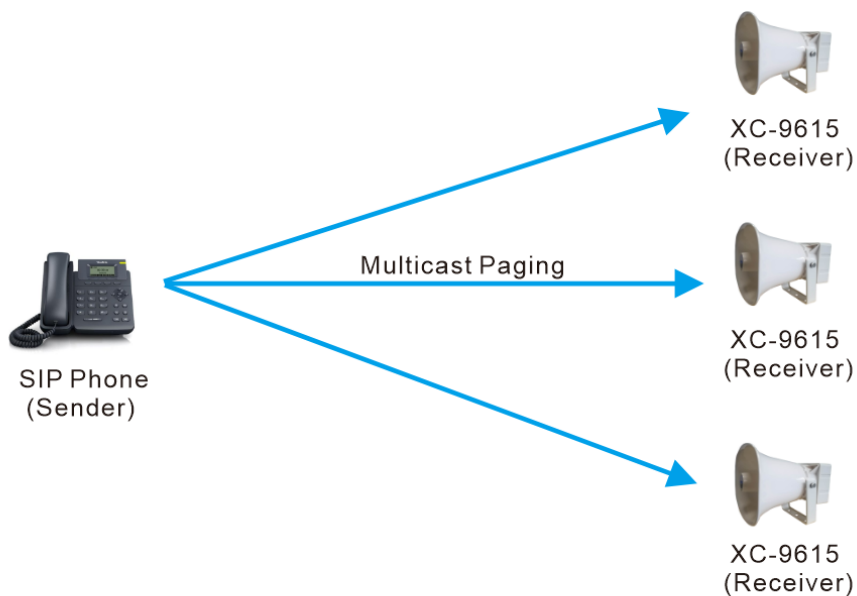 XC-9615
(Receiver)
Multicast Paging
XC-9615
(Receiver)
SIP Phone
(Sender)
XC-9615
(Receiver)